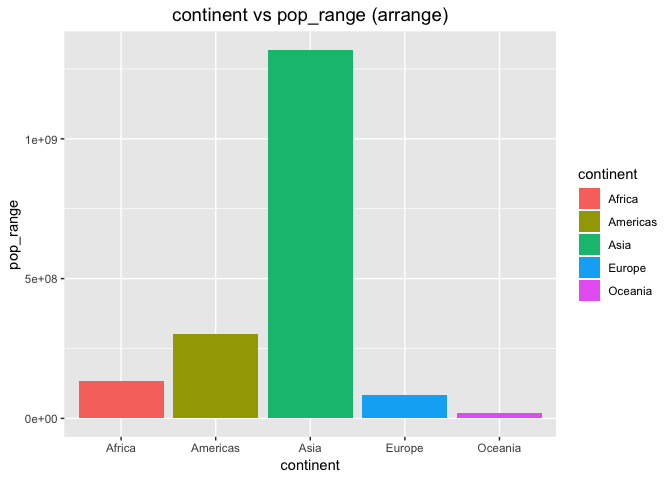 continent vs pop_range (arrange)
pop_range
1e+09
5e+08
0e+00
Africa
Americas
Asia
Europe
Oceania
continent
continent
Africa
Americas
Asia
Europe
Oceania